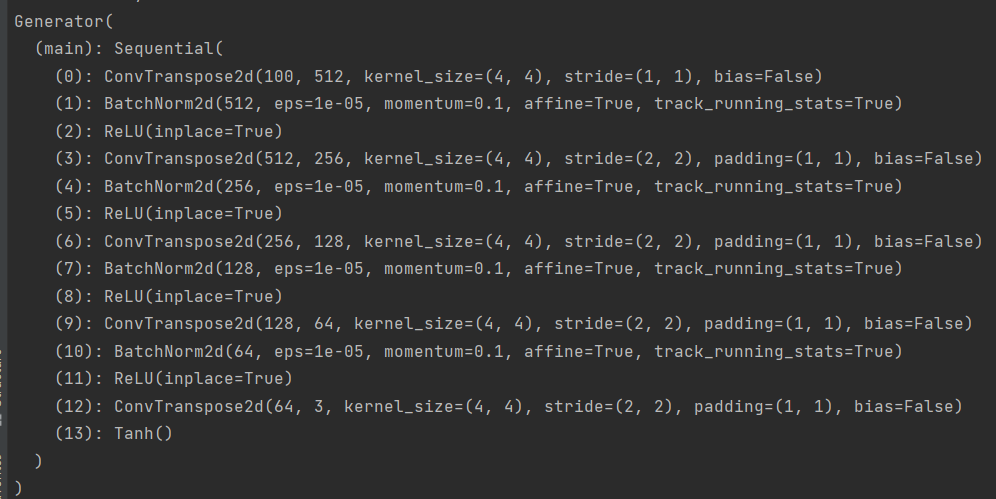 Generator(
  (main): Sequential(
    (0): ConvTranspose2d(100, 512, kernel_size=(4, 4), stride=(1, 1), bias=False)
    (1): BatchNorm2d(512, eps=1e-05, momentum=0.1, affine=True, track_running_stats=True)
    (2): ReLU(inplace=True)
    (3): ConvTranspose2d(512, 256, kernel_size=(4, 4), stride=(2, 2), padding=(1, 1), bias=False)
    (4): BatchNorm2d(256, eps=1e-05, momentum=0.1, affine=True, track_running_stats=True)
    (5): ReLU(inplace=True)
    (6): ConvTranspose2d(256, 128, kernel_size=(4, 4), stride=(2, 2), padding=(1, 1), bias=False)
    (7): BatchNorm2d(128, eps=1e-05, momentum=0.1, affine=True, track_running_stats=True)
    (8): ReLU(inplace=True)
    (9): ConvTranspose2d(128, 64, kernel_size=(4, 4), stride=(2, 2), padding=(1, 1), bias=False)
    (10): BatchNorm2d(64, eps=1e-05, momentum=0.1, affine=True, track_running_stats=True)
    (11): ReLU(inplace=True)
    (12): ConvTranspose2d(64, 3, kernel_size=(4, 4), stride=(2, 2), padding=(1, 1), bias=False)
    (13): Tanh()
  )
)